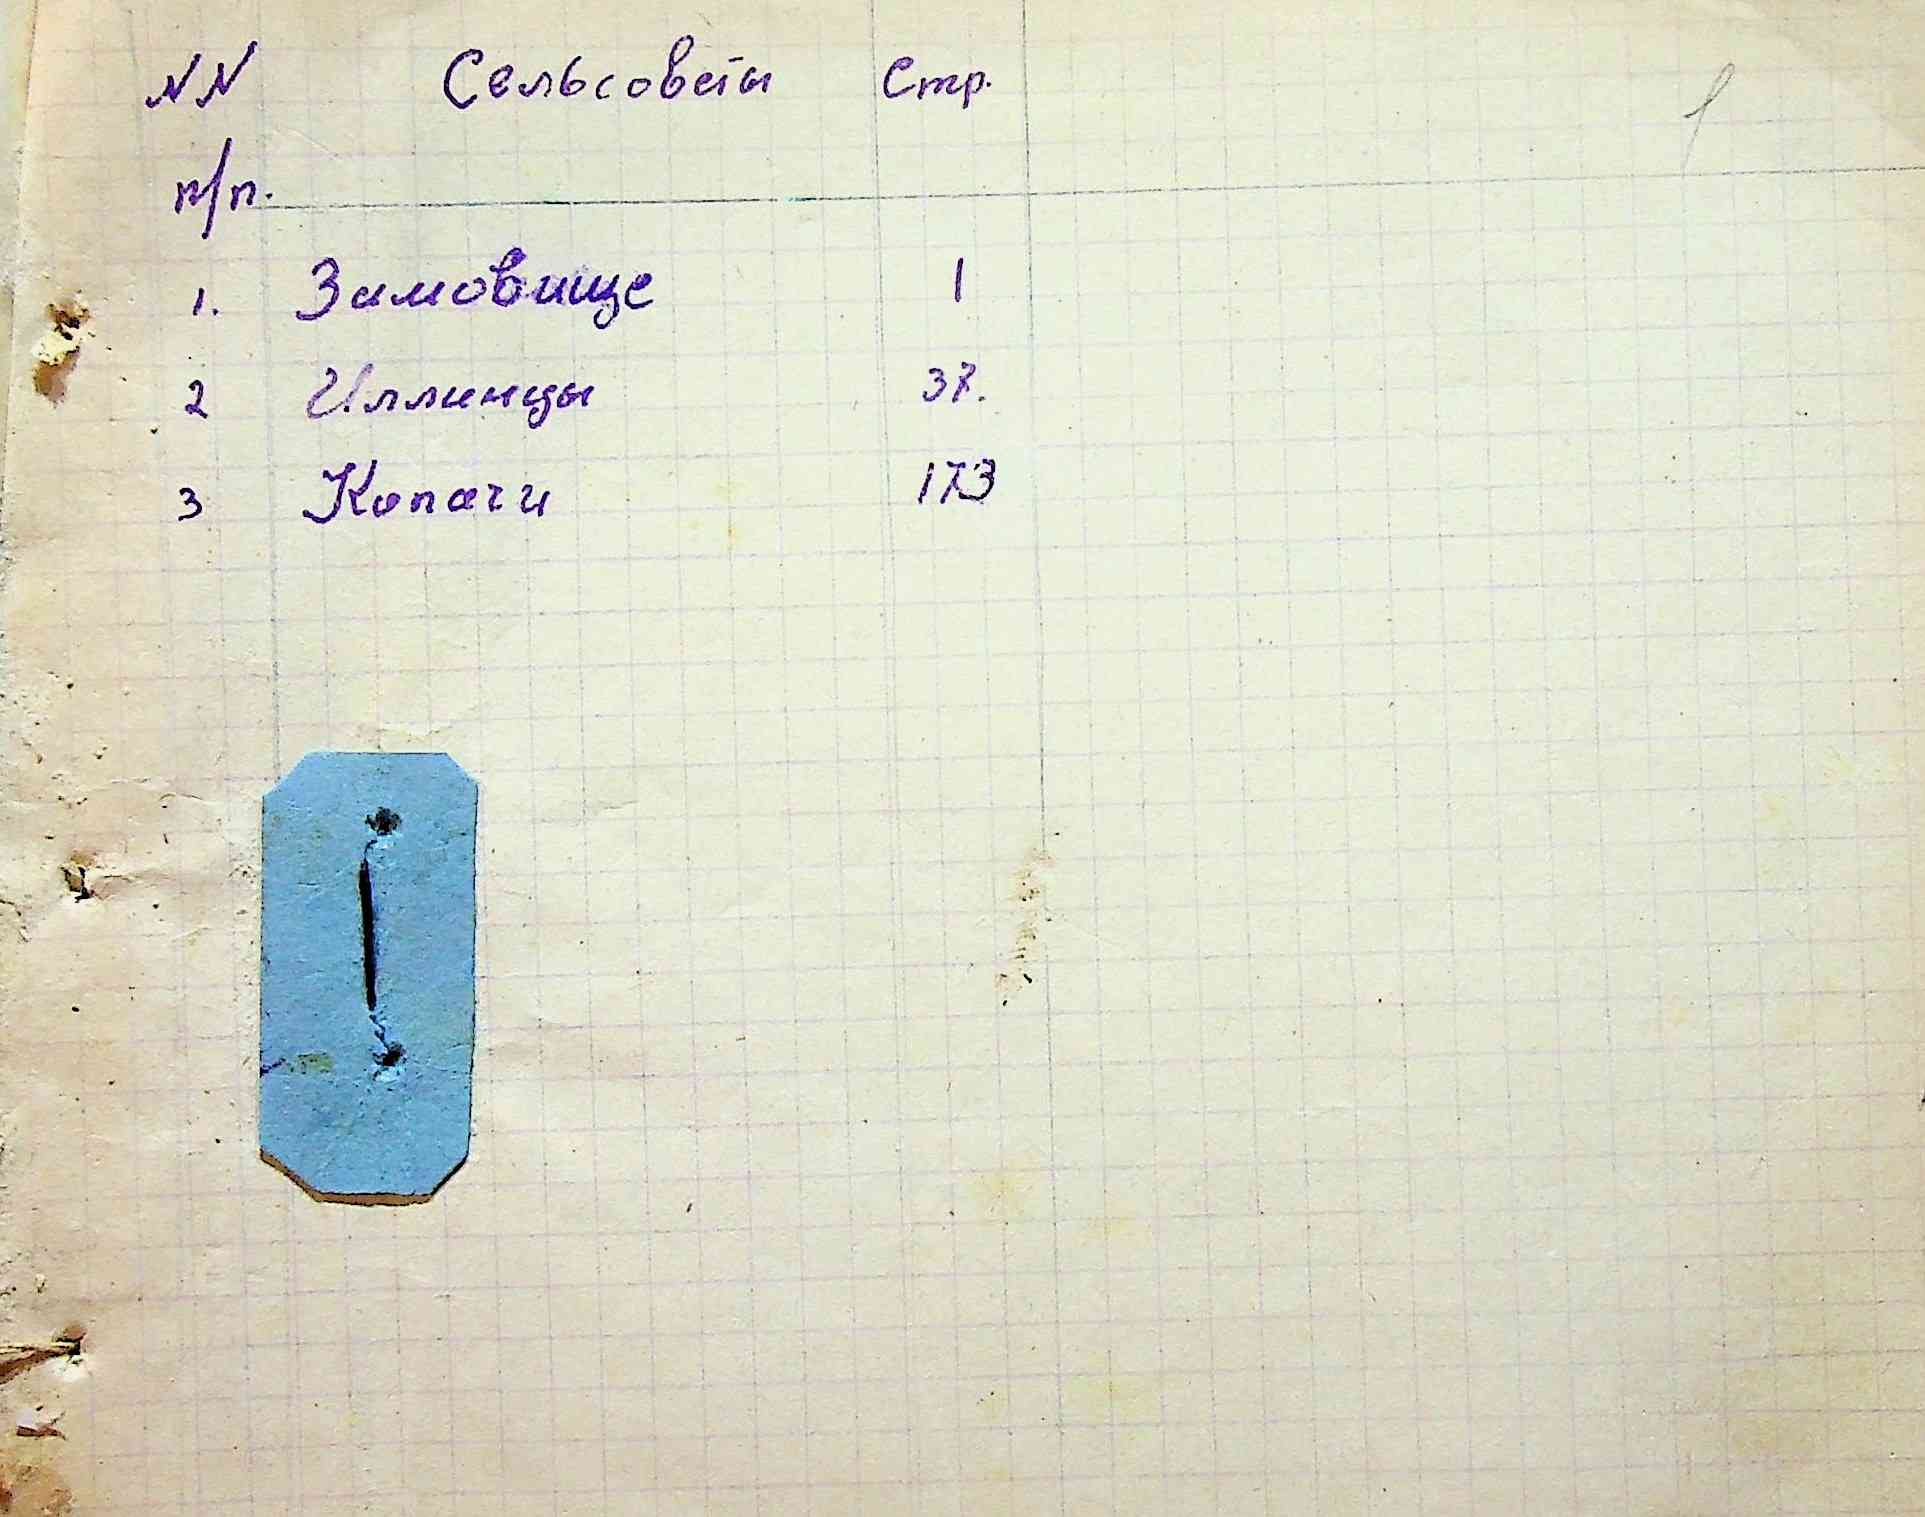 NN Сельсоветы Стр.
п/п.
1. Зимовище 1
2 Иллинцы 37.
3 Копачи 173